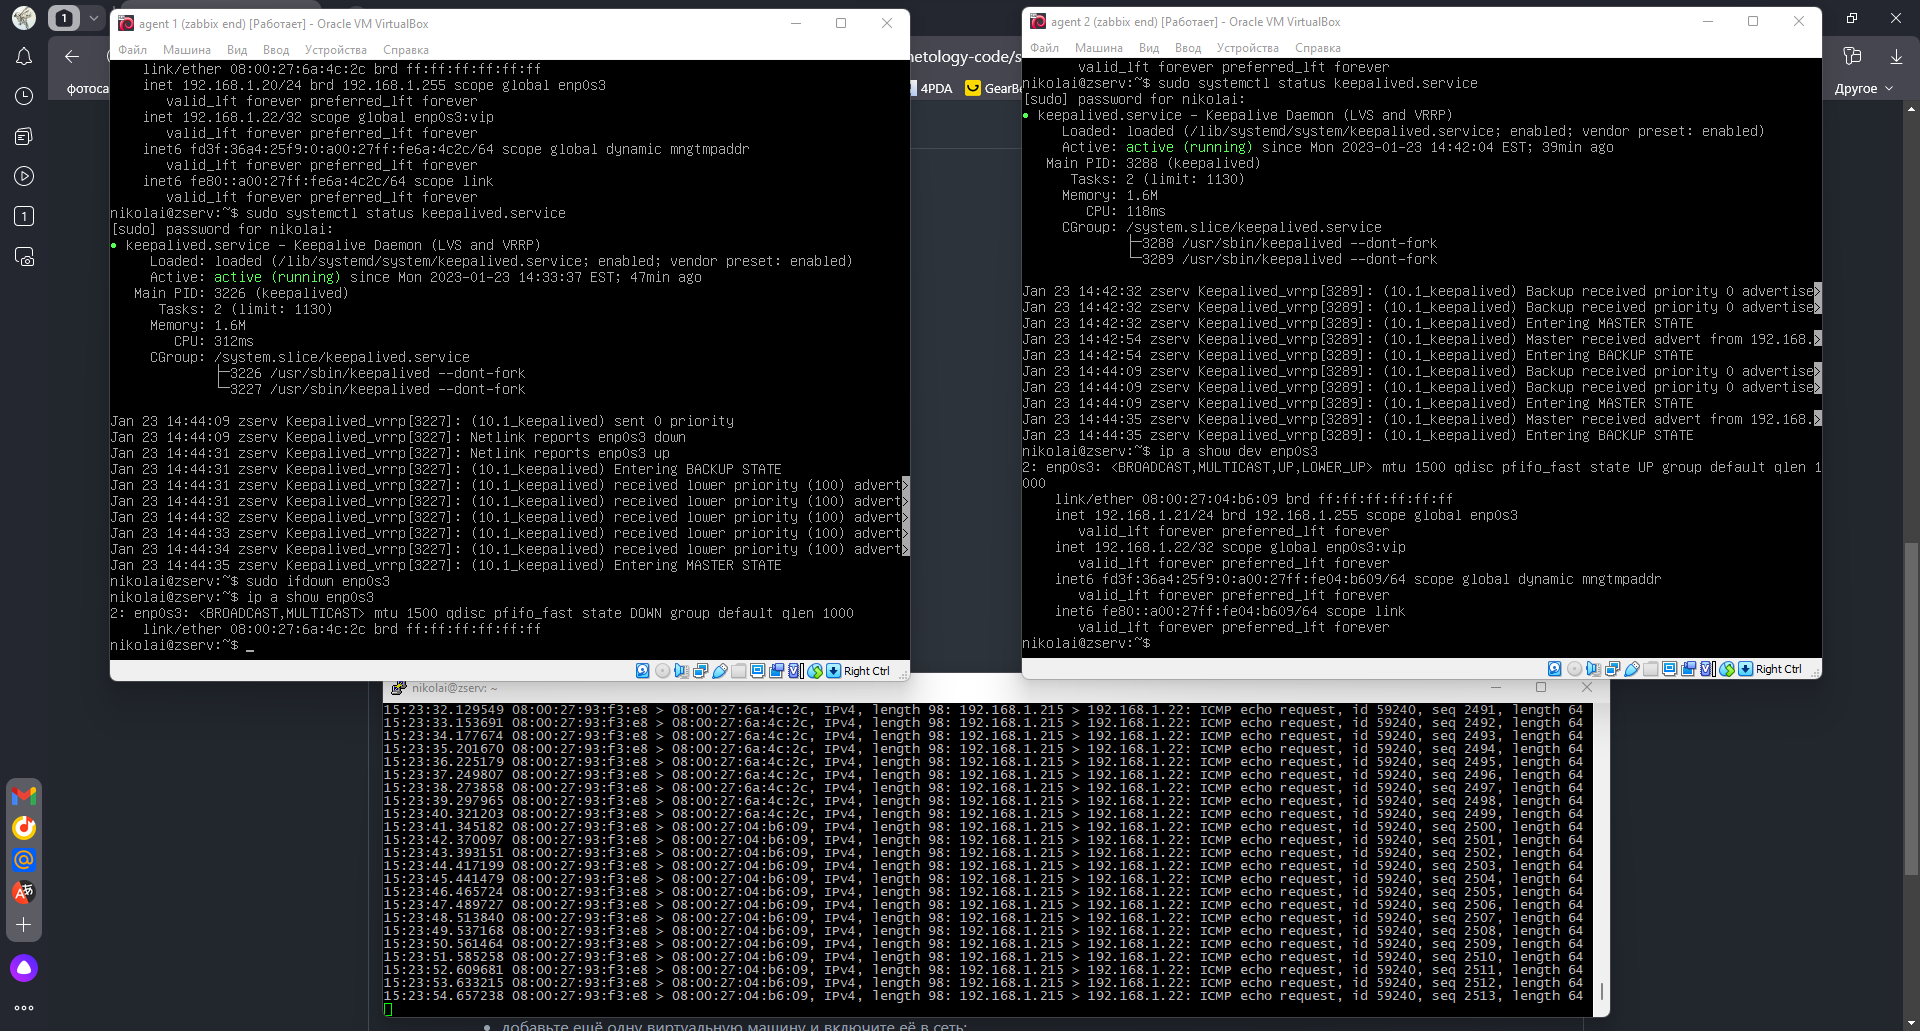 1
agent 1 (zabbix end) [Работает] - Oracle VM VirtualBox
Файл Машина Вид Ввод Устройства Справка
link/ether 08:00:27:6a:4c:2c brd ff:ff:ff:ff:ff:ff
inet 192.168.1.20/24 brd 192.168.1.255 scope global enp0s3
valid_lft forever preferred_lft forever
inet 192.168.1.22/32 scope global enp0s3:vip
valid_lft forever preferred_lft forever
inet6 fd3f:36a4:25f9:0:a00:27ff:fe6a:4c2c/64 scope global dynamic mngtmpaddr
valid_lft forever preferred_lft forever
inet6 fe80::a00:27ff:fe6a:4c2c/64 scope link
valid_lft forever preferred_lft forever
nikolai@zserv:~$ sudo systemctl status keepalived.service
[sudo] password for nikolai:
● keepalived.service – Keepalive Daemon (LVS and VRRP)
Loaded: loaded (/lib/systemd/system/keepalived.service; enabled; vendor preset: enabled)
Active: active (running) since Mon 2023-01-23 14:33:37 EST; 47min ago
Main PID: 3226 (keepalived)
Tasks: 2 (limit: 1130)
Memory: 1.6M
CPU: 312ms
CGroup: /system.slice/keepalived.service
├─3226 /usr/sbin/keepalived --dont-fork
└─3227 /usr/sbin/keepalived --dont-fork
Jan 23 14:44:09 zserv Keepalived_vrrp[3227]: (10.1_keepalived) sent 0 priority
Jan 23 14:44:09 zserv Keepalived_vrrp[3227]: Netlink reports enp0s3 down
Jan 23 14:44:31 zserv Keepalived_vrrp[3227]: Netlink reports enp0s3 up
Jan 23 14:44:31 zserv Keepalived_vrrp[3227]: (10.1_keepalived) Entering BACKUP STATE
Jan 23 14:44:31 zserv Keepalived_vrrp[3227]: (10.1_keepalived) received lower priority (100) advert>
Jan 23 14:44:31 zserv Keepalived_vrrp[3227]: (10.1_keepalived) received lower priority (100) advert>
Jan 23 14:44:32 zserv Keepalived_vrrp[3227]: (10.1_keepalived) received lower priority (100) advert>
Jan 23 14:44:33 zserv Keepalived_vrrp[3227]: (10.1_keepalived) received lower priority (100) advert>
Jan 23 14:44:34 zserv Keepalived_vrrp[3227]: (10.1_keepalived) received lower priority (100) advert>
Jan 23 14:44:35 zserv Keepalived_vrrp[3227]: (10.1_keepalived) Entering MASTER STATE
nikolai@zserv:~$ sudo ifdown enp0s3
nikolai@zserv:~$ ip a show enp0s3
2: enp0s3: <BROADCAST,MULTICAST> mtu 1500 qdisc pfifo_fast state DOWN group default qlen 1000
link/ether 08:00:27:6a:4c:2c brd ff:ff:ff:ff:ff:ff
nikolai@zserv:~$ _
Right Ctrl
agent 2 (zabbix end) [Работает] - Oracle VM VirtualBox
Файл Машина Вид Ввод Устройства Справка
valid_lft forever preferred_lft forever
nikolai@zserv:~$ sudo systemctl status keepalived.service
[sudo] password for nikolai:
● keepalived.service – Keepalive Daemon (LVS and VRRP)
Loaded: loaded (/lib/systemd/system/keepalived.service; enabled; vendor preset: enabled)
Active: active (running) since Mon 2023-01-23 14:42:04 EST; 39min ago
Main PID: 3288 (keepalived)
Tasks: 2 (limit: 1130)
Memory: 1.6M
CPU: 118ms
CGroup: /system.slice/keepalived.service
├─3288 /usr/sbin/keepalived --dont-fork
└─3289 /usr/sbin/keepalived --dont-fork
Jan 23 14:42:32 zserv Keepalived_vrrp[3289]: (10.1_keepalived) Backup received priority 0 advertise>
Jan 23 14:42:32 zserv Keepalived_vrrp[3289]: (10.1_keepalived) Backup received priority 0 advertise>
Jan 23 14:42:32 zserv Keepalived_vrrp[3289]: (10.1_keepalived) Entering MASTER STATE
Jan 23 14:42:54 zserv Keepalived_vrrp[3289]: (10.1_keepalived) Master received advert from 192.168.>
Jan 23 14:42:54 zserv Keepalived_vrrp[3289]: (10.1_keepalived) Entering BACKUP STATE
Jan 23 14:44:09 zserv Keepalived_vrrp[3289]: (10.1_keepalived) Backup received priority 0 advertise>
Jan 23 14:44:09 zserv Keepalived_vrrp[3289]: (10.1_keepalived) Backup received priority 0 advertise>
Jan 23 14:44:09 zserv Keepalived_vrrp[3289]: (10.1_keepalived) Entering MASTER STATE
Jan 23 14:44:35 zserv Keepalived_vrrp[3289]: (10.1_keepalived) Master received advert from 192.168.>
Jan 23 14:44:35 zserv Keepalived_vrrp[3289]: (10.1_keepalived) Entering BACKUP STATE
nikolai@zserv:~$ ip a show dev enp0s3
2: enp0s3: <BROADCAST,MULTICAST,UP,LOWER_UP> mtu 1500 qdisc pfifo_fast state UP group default qlen 1
000
link/ether 08:00:27:04:b6:09 brd ff:ff:ff:ff:ff:ff
inet 192.168.1.21/24 brd 192.168.1.255 scope global enp0s3
valid_lft forever preferred_lft forever
inet 192.168.1.22/32 scope global enp0s3:vip
valid_lft forever preferred_lft forever
inet6 fd3f:36a4:25f9:0:a00:27ff:fe04:b609/64 scope global dynamic mngtmpaddr
valid_lft forever preferred_lft forever
inet6 fe80::a00:27ff:fe04:b609/64 scope link
valid_lft forever preferred_lft forever
nikolai@zserv:~$
Right Ctrl
netology-code/s
фотоса
4PDA
GearB
Другое
1
nikolai@zserv: ~
15:23:32.129549 08:00:27:93:f3:e8 > 08:00:27:6a:4c:2c, IPv4, length 98: 192.168.1.215 > 192.168.1.22: ICMP echo request, id 59240, seq 2491, length 64
15:23:33.153691 08:00:27:93:f3:e8 > 08:00:27:6a:4c:2c, IPv4, length 98: 192.168.1.215 > 192.168.1.22: ICMP echo request, id 59240, seq 2492, length 64
15:23:34.177674 08:00:27:93:f3:e8 > 08:00:27:6a:4c:2c, IPv4, length 98: 192.168.1.215 > 192.168.1.22: ICMP echo request, id 59240, seq 2493, length 64
15:23:35.201670 08:00:27:93:f3:e8 > 08:00:27:6a:4c:2c, IPv4, length 98: 192.168.1.215 > 192.168.1.22: ICMP echo request, id 59240, seq 2494, length 64
15:23:36.225179 08:00:27:93:f3:e8 > 08:00:27:6a:4c:2c, IPv4, length 98: 192.168.1.215 > 192.168.1.22: ICMP echo request, id 59240, seq 2495, length 64
15:23:37.249807 08:00:27:93:f3:e8 > 08:00:27:6a:4c:2c, IPv4, length 98: 192.168.1.215 > 192.168.1.22: ICMP echo request, id 59240, seq 2496, length 64
15:23:38.273858 08:00:27:93:f3:e8 > 08:00:27:6a:4c:2c, IPv4, length 98: 192.168.1.215 > 192.168.1.22: ICMP echo request, id 59240, seq 2497, length 64
15:23:39.297965 08:00:27:93:f3:e8 > 08:00:27:6a:4c:2c, IPv4, length 98: 192.168.1.215 > 192.168.1.22: ICMP echo request, id 59240, seq 2498, length 64
15:23:40.321203 08:00:27:93:f3:e8 > 08:00:27:6a:4c:2c, IPv4, length 98: 192.168.1.215 > 192.168.1.22: ICMP echo request, id 59240, seq 2499, length 64
15:23:41.345182 08:00:27:93:f3:e8 > 08:00:27:04:b6:09, IPv4, length 98: 192.168.1.215 > 192.168.1.22: ICMP echo request, id 59240, seq 2500, length 64
15:23:42.370097 08:00:27:93:f3:e8 > 08:00:27:04:b6:09, IPv4, length 98: 192.168.1.215 > 192.168.1.22: ICMP echo request, id 59240, seq 2501, length 64
15:23:43.393151 08:00:27:93:f3:e8 > 08:00:27:04:b6:09, IPv4, length 98: 192.168.1.215 > 192.168.1.22: ICMP echo request, id 59240, seq 2502, length 64
15:23:44.417199 08:00:27:93:f3:e8 > 08:00:27:04:b6:09, IPv4, length 98: 192.168.1.215 > 192.168.1.22: ICMP echo request, id 59240, seq 2503, length 64
15:23:45.441479 08:00:27:93:f3:e8 > 08:00:27:04:b6:09, IPv4, length 98: 192.168.1.215 > 192.168.1.22: ICMP echo request, id 59240, seq 2504, length 64
15:23:46.465724 08:00:27:93:f3:e8 > 08:00:27:04:b6:09, IPv4, length 98: 192.168.1.215 > 192.168.1.22: ICMP echo request, id 59240, seq 2505, length 64
15:23:47.489727 08:00:27:93:f3:e8 > 08:00:27:04:b6:09, IPv4, length 98: 192.168.1.215 > 192.168.1.22: ICMP echo request, id 59240, seq 2506, length 64
15:23:48.513840 08:00:27:93:f3:e8 > 08:00:27:04:b6:09, IPv4, length 98: 192.168.1.215 > 192.168.1.22: ICMP echo request, id 59240, seq 2507, length 64
15:23:49.537168 08:00:27:93:f3:e8 > 08:00:27:04:b6:09, IPv4, length 98: 192.168.1.215 > 192.168.1.22: ICMP echo request, id 59240, seq 2508, length 64
15:23:50.561464 08:00:27:93:f3:e8 > 08:00:27:04:b6:09, IPv4, length 98: 192.168.1.215 > 192.168.1.22: ICMP echo request, id 59240, seq 2509, length 64
15:23:51.585258 08:00:27:93:f3:e8 > 08:00:27:04:b6:09, IPv4, length 98: 192.168.1.215 > 192.168.1.22: ICMP echo request, id 59240, seq 2510, length 64
15:23:52.609681 08:00:27:93:f3:e8 > 08:00:27:04:b6:09, IPv4, length 98: 192.168.1.215 > 192.168.1.22: ICMP echo request, id 59240, seq 2511, length 64
15:23:53.633215 08:00:27:93:f3:e8 > 08:00:27:04:b6:09, IPv4, length 98: 192.168.1.215 > 192.168.1.22: ICMP echo request, id 59240, seq 2512, length 64
15:23:54.657238 08:00:27:93:f3:e8 > 08:00:27:04:b6:09, IPv4, length 98: 192.168.1.215 > 192.168.1.22: ICMP echo request, id 59240, seq 2513, length 64
добавьте ещё одну виртуальную машину и включите её в сеть;